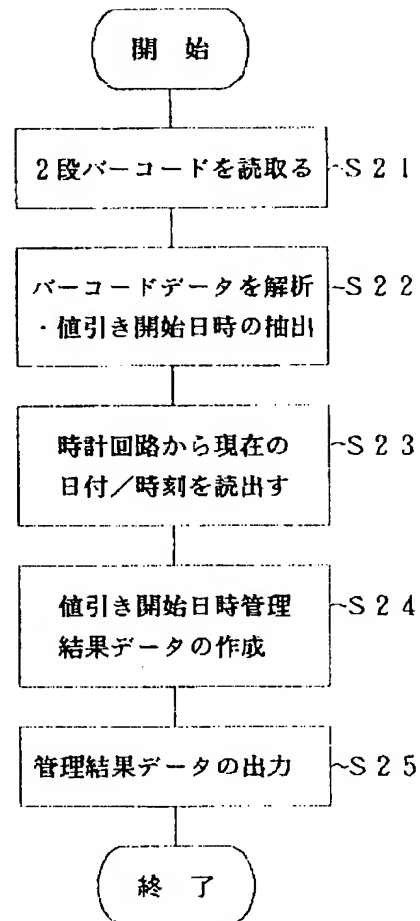 開 始
2段バーコードを読取る ~S21
バーコードデータを解析 ~S22
・値引き開始日時の抽出
時計回路から現在の ~S23
日付／時刻を読出す
値引き開始日時管理 ~S24
結果データの作成
管理結果データの出力 ~S25
終 了